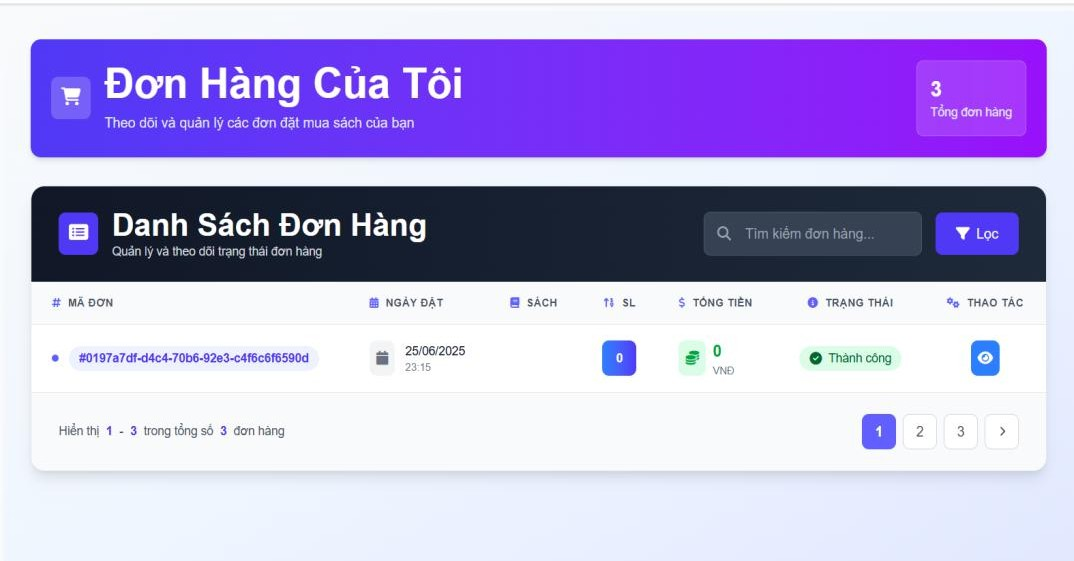 Đơn Hàng Của Tôi
Theo dõi và quản lý các đơn đặt mua sách của bạn
3
Tổng đơn hàng
Danh Sách Đơn Hàng
Quản lý và theo dõi trạng thái đơn hàng
Tìm kiếm đơn hàng...
Lọc
# MÃ ĐƠN NGÀY ĐẶT SÁCH SL $ TỔNG TIỀN TRẠNG THÁI THAO TÁC
#0197a7df-d4c4-70b6-92e3-c4f6c6f6590d 25/06/2025 0 0 Thành công
23:15 VNĐ
Hiển thị 1 - 3 trong tổng số 3 đơn hàng 1 2 3 >